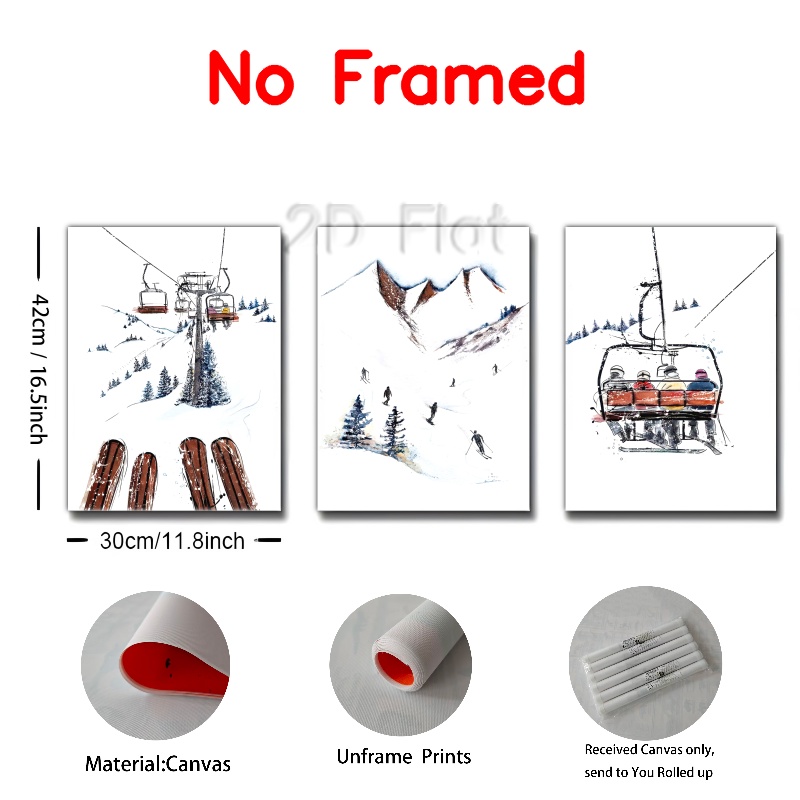 No Framed
2D Flat
42cm / 16.5inch
30cm/11.8inch
Material:Canvas
Unframe Prints
Received Canvas only,
send to You Rolled up